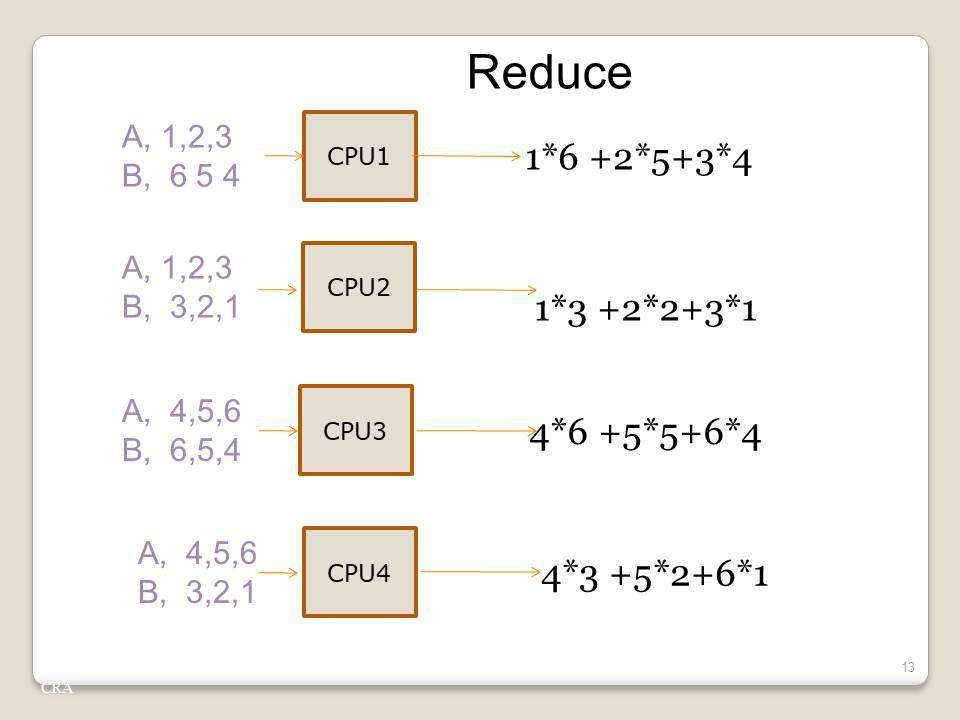 Reduce
A, 1,2,3
B,  6 5 4
CPU1
1*6 +2*5+3*4
A, 1,2,3
B,  3,2,1
CPU2
1*3 +2*2+3*1
A,  4,5,6
B,  6,5,4
CPU3
4*6 +5*5+6*4
A,  4,5,6
B,  3,2,1
CPU4
4*3 +5*2+6*1
13
CRA